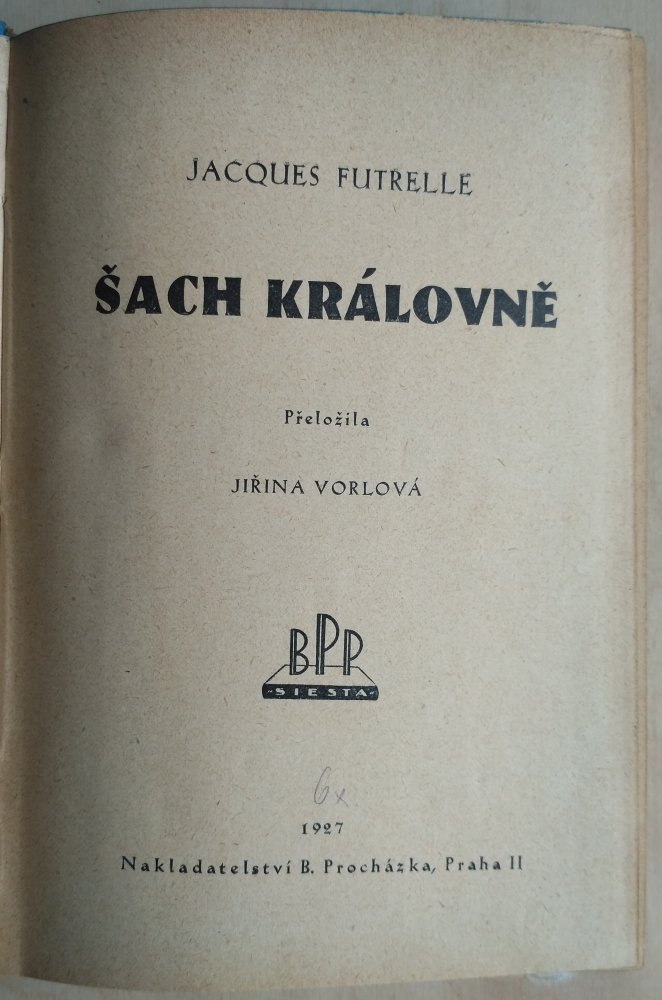 JACQUES FUTRELLE
ŠACH KRÁLOVNĚ
Přeložila
JIŘINA VORLOVÁ
BPP
-SIESTA-
6x
1927
Nakladatelství B. Procházka, Praha II